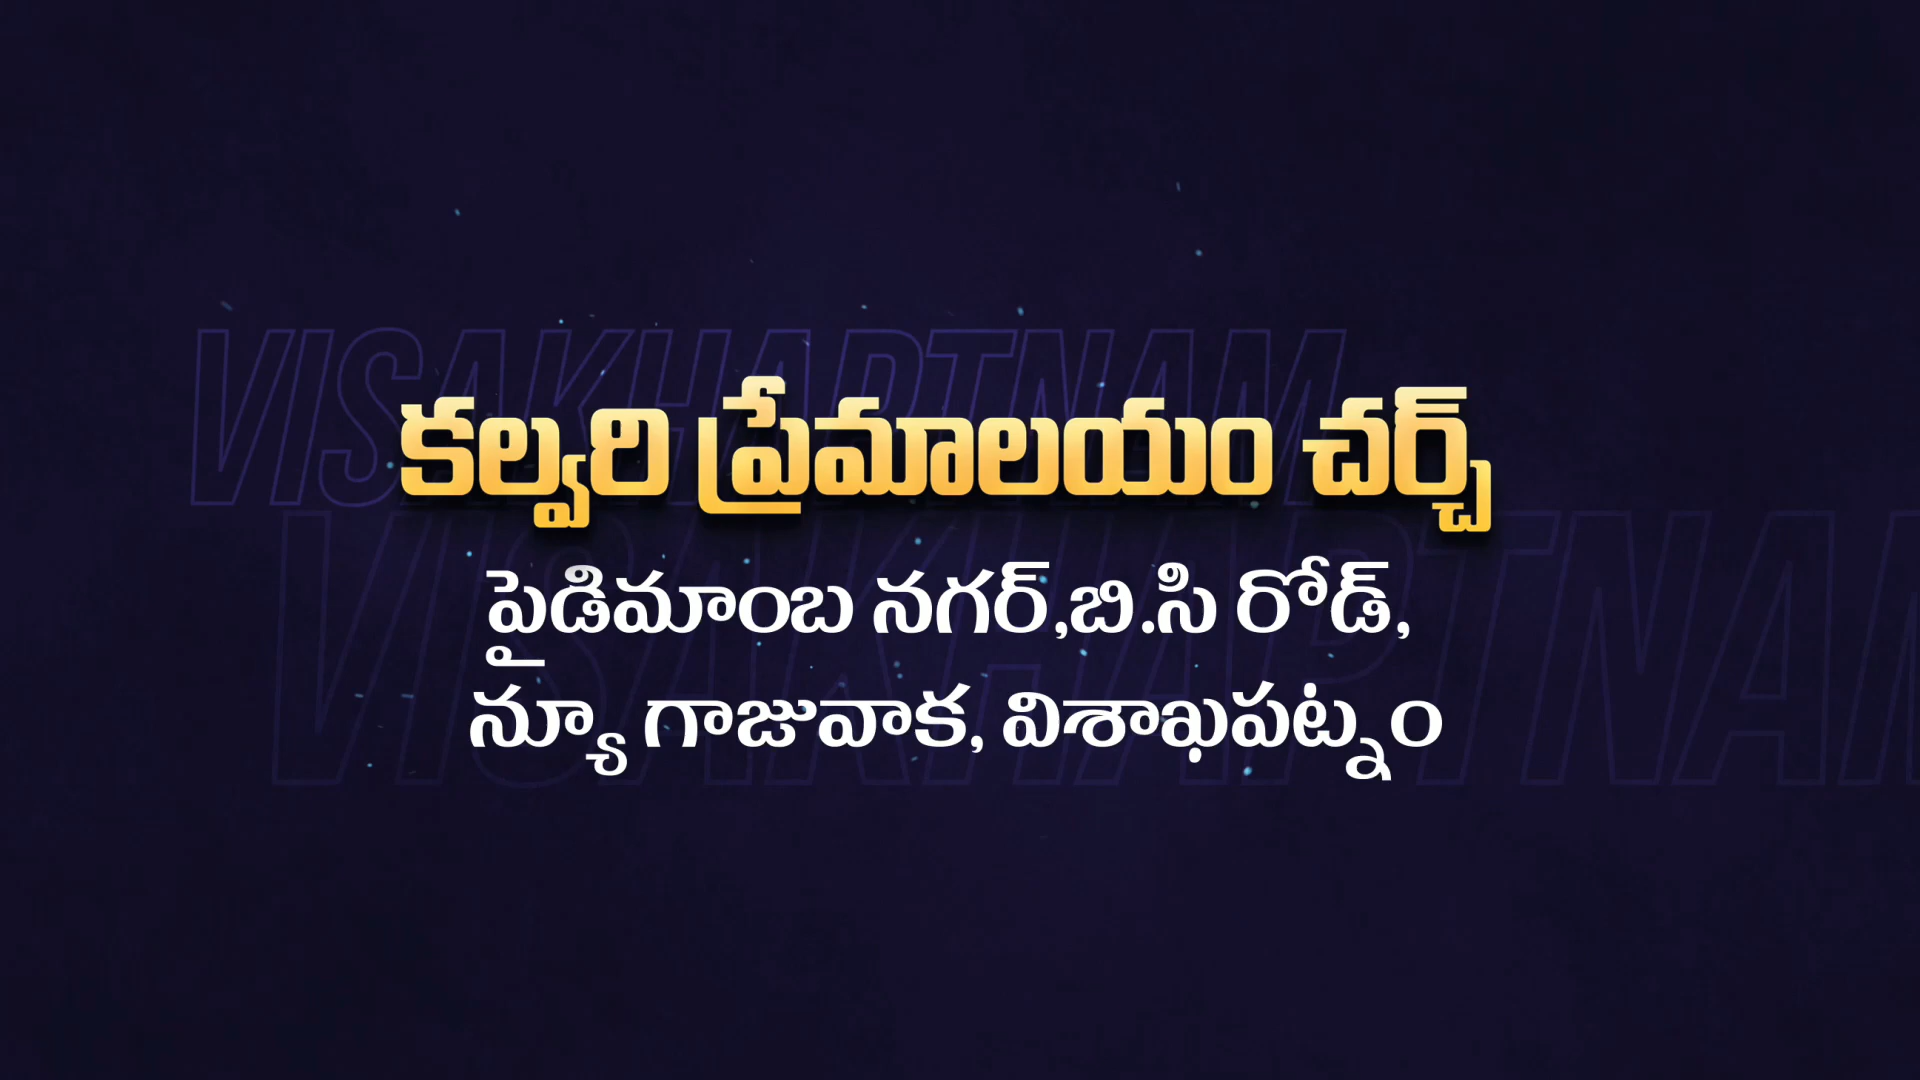 VISAKHAPTNAM
కల్వరి ప్రేమాలయం చర్చ్
VISAKHAPTNAM
పైడిమాంబ నగర్,బి.సి రోడ్,
న్యూ గాజువాక, విశాఖపట్నం